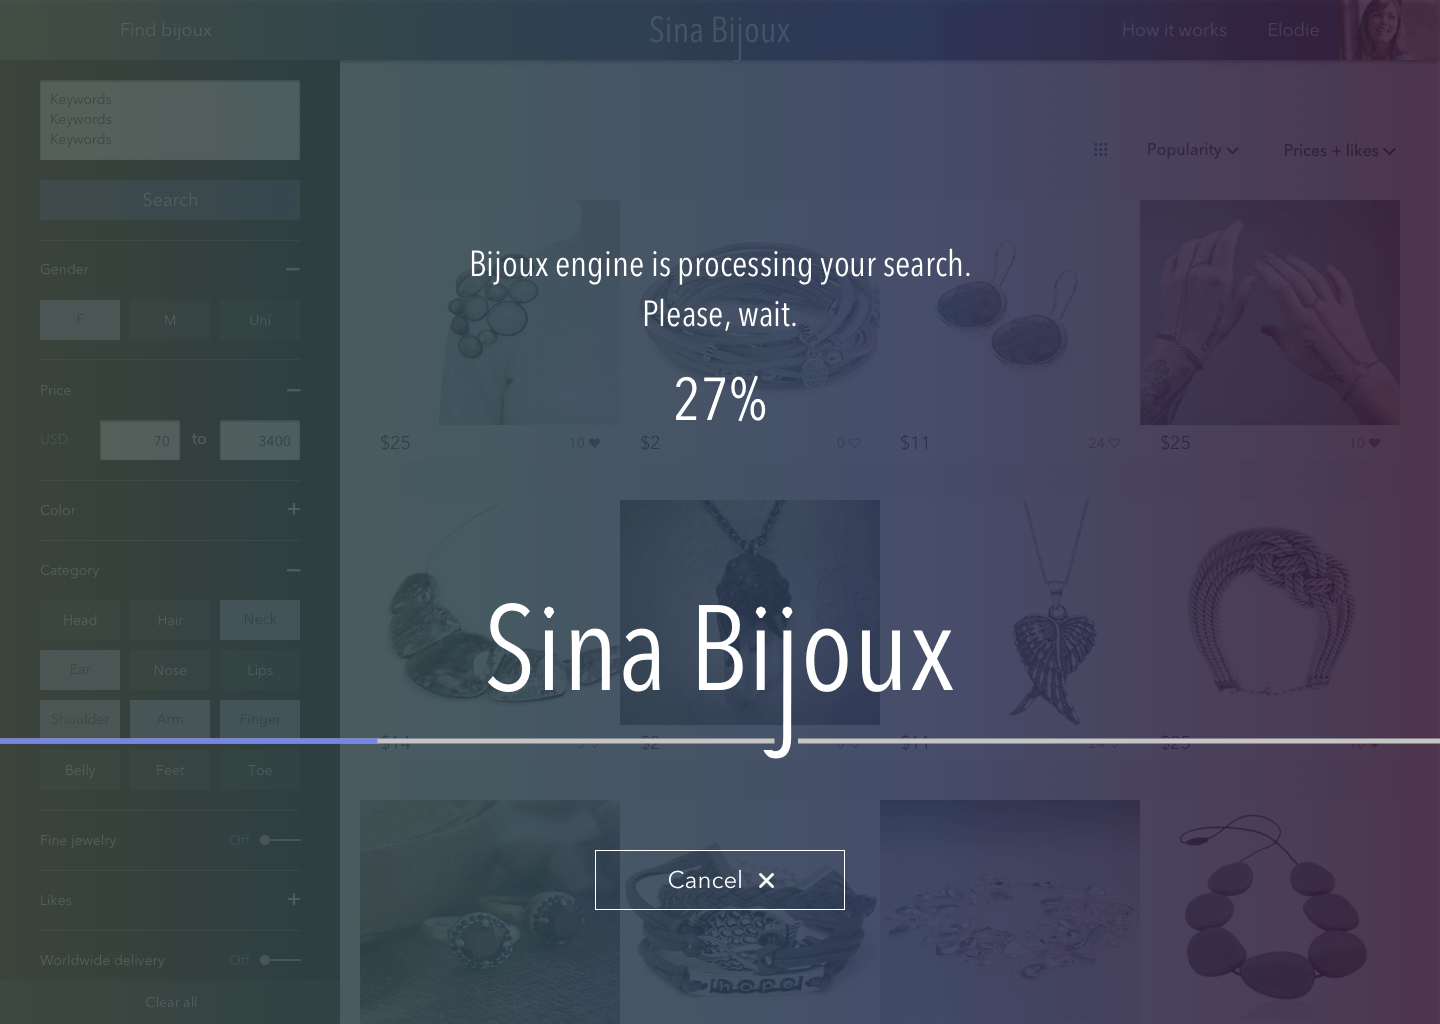 Find bijoux
Sina Bijoux
How it works
Elodie
Keywords
Keywords
Keywords
Search
Popularity
Prices + likes
Gender
F
M
Uni
Price
USD
70
to
3400
Color
Category
Head
Hair
Neck
Ear
Nose
Lips
Shoulder
Arm
Finger
Belly
Feet
Toe
Fine jewelry
Off
Likes
Worldwide delivery
Off
Clear all
Bijoux engine is processing your search.
Please, wait.
27%
$25
10
$2
0
$11
24
$25
10
Sina Bijoux
$14
$2
$11
24
$25
10
hope
Cancel